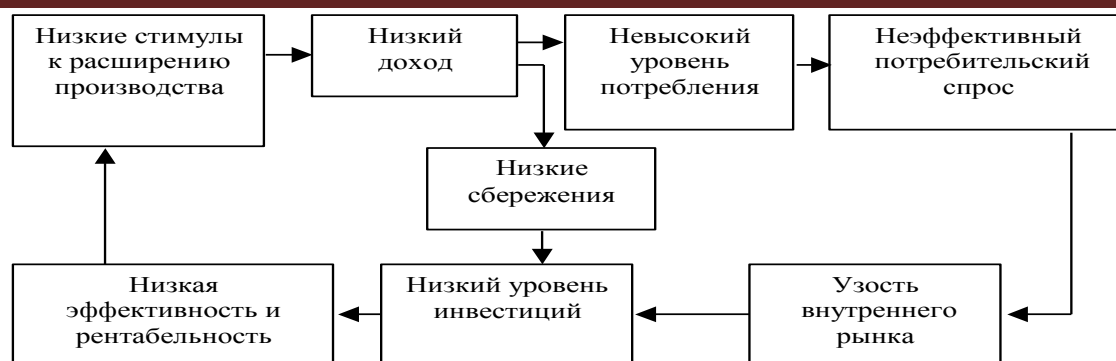 Низкие стимулы
к расширению
производства
Низкий
доход
Невысокий
уровень
потребления
Неэффективный
потребительский
спрос
Низкие
сбережения
Низкая
эффективность и
рентабельность
Низкий уровень
инвестиций
Узость
внутреннего
рынка